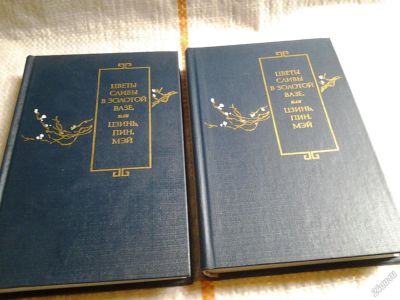 ЦВЕТЫ
СЛИВЫ
В ЗОЛОТОЙ
ВАЗЕ,
или
ЦЗИНЬ,
ПИН,
МЭЙ
ЦВЕТЫ
СЛИВЫ
В ЗОЛОТОЙ
ВАЗЕ,
или
ЦЗИНЬ,
ПИН,
МЭЙ